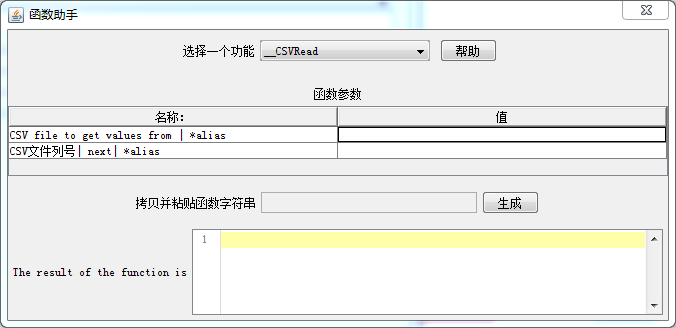 函数助手
选择一个功能 __CSVRead 帮助
函数参数
名称: 值
CSV file to get values from | *alias
CSV文件列号| next| *alias
拷贝并粘贴函数字符串 生成
1
The result of the function is